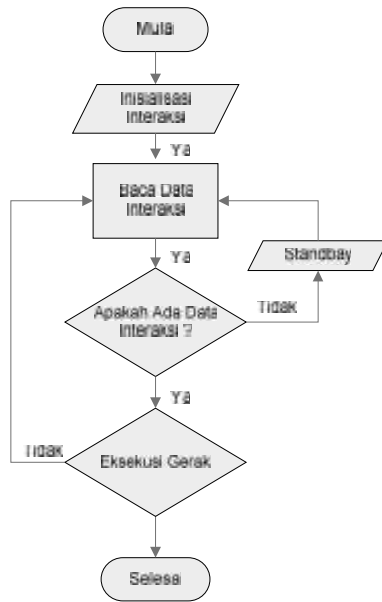 Mulai
Inisialisasi
Interaksi
Ya
Baca Data
Interaksi
Ya
Standbay
Apakah Ada Data
Interaksi ?
Tidak
Ya
Tidak
Eksekusi Gerak
Selesai